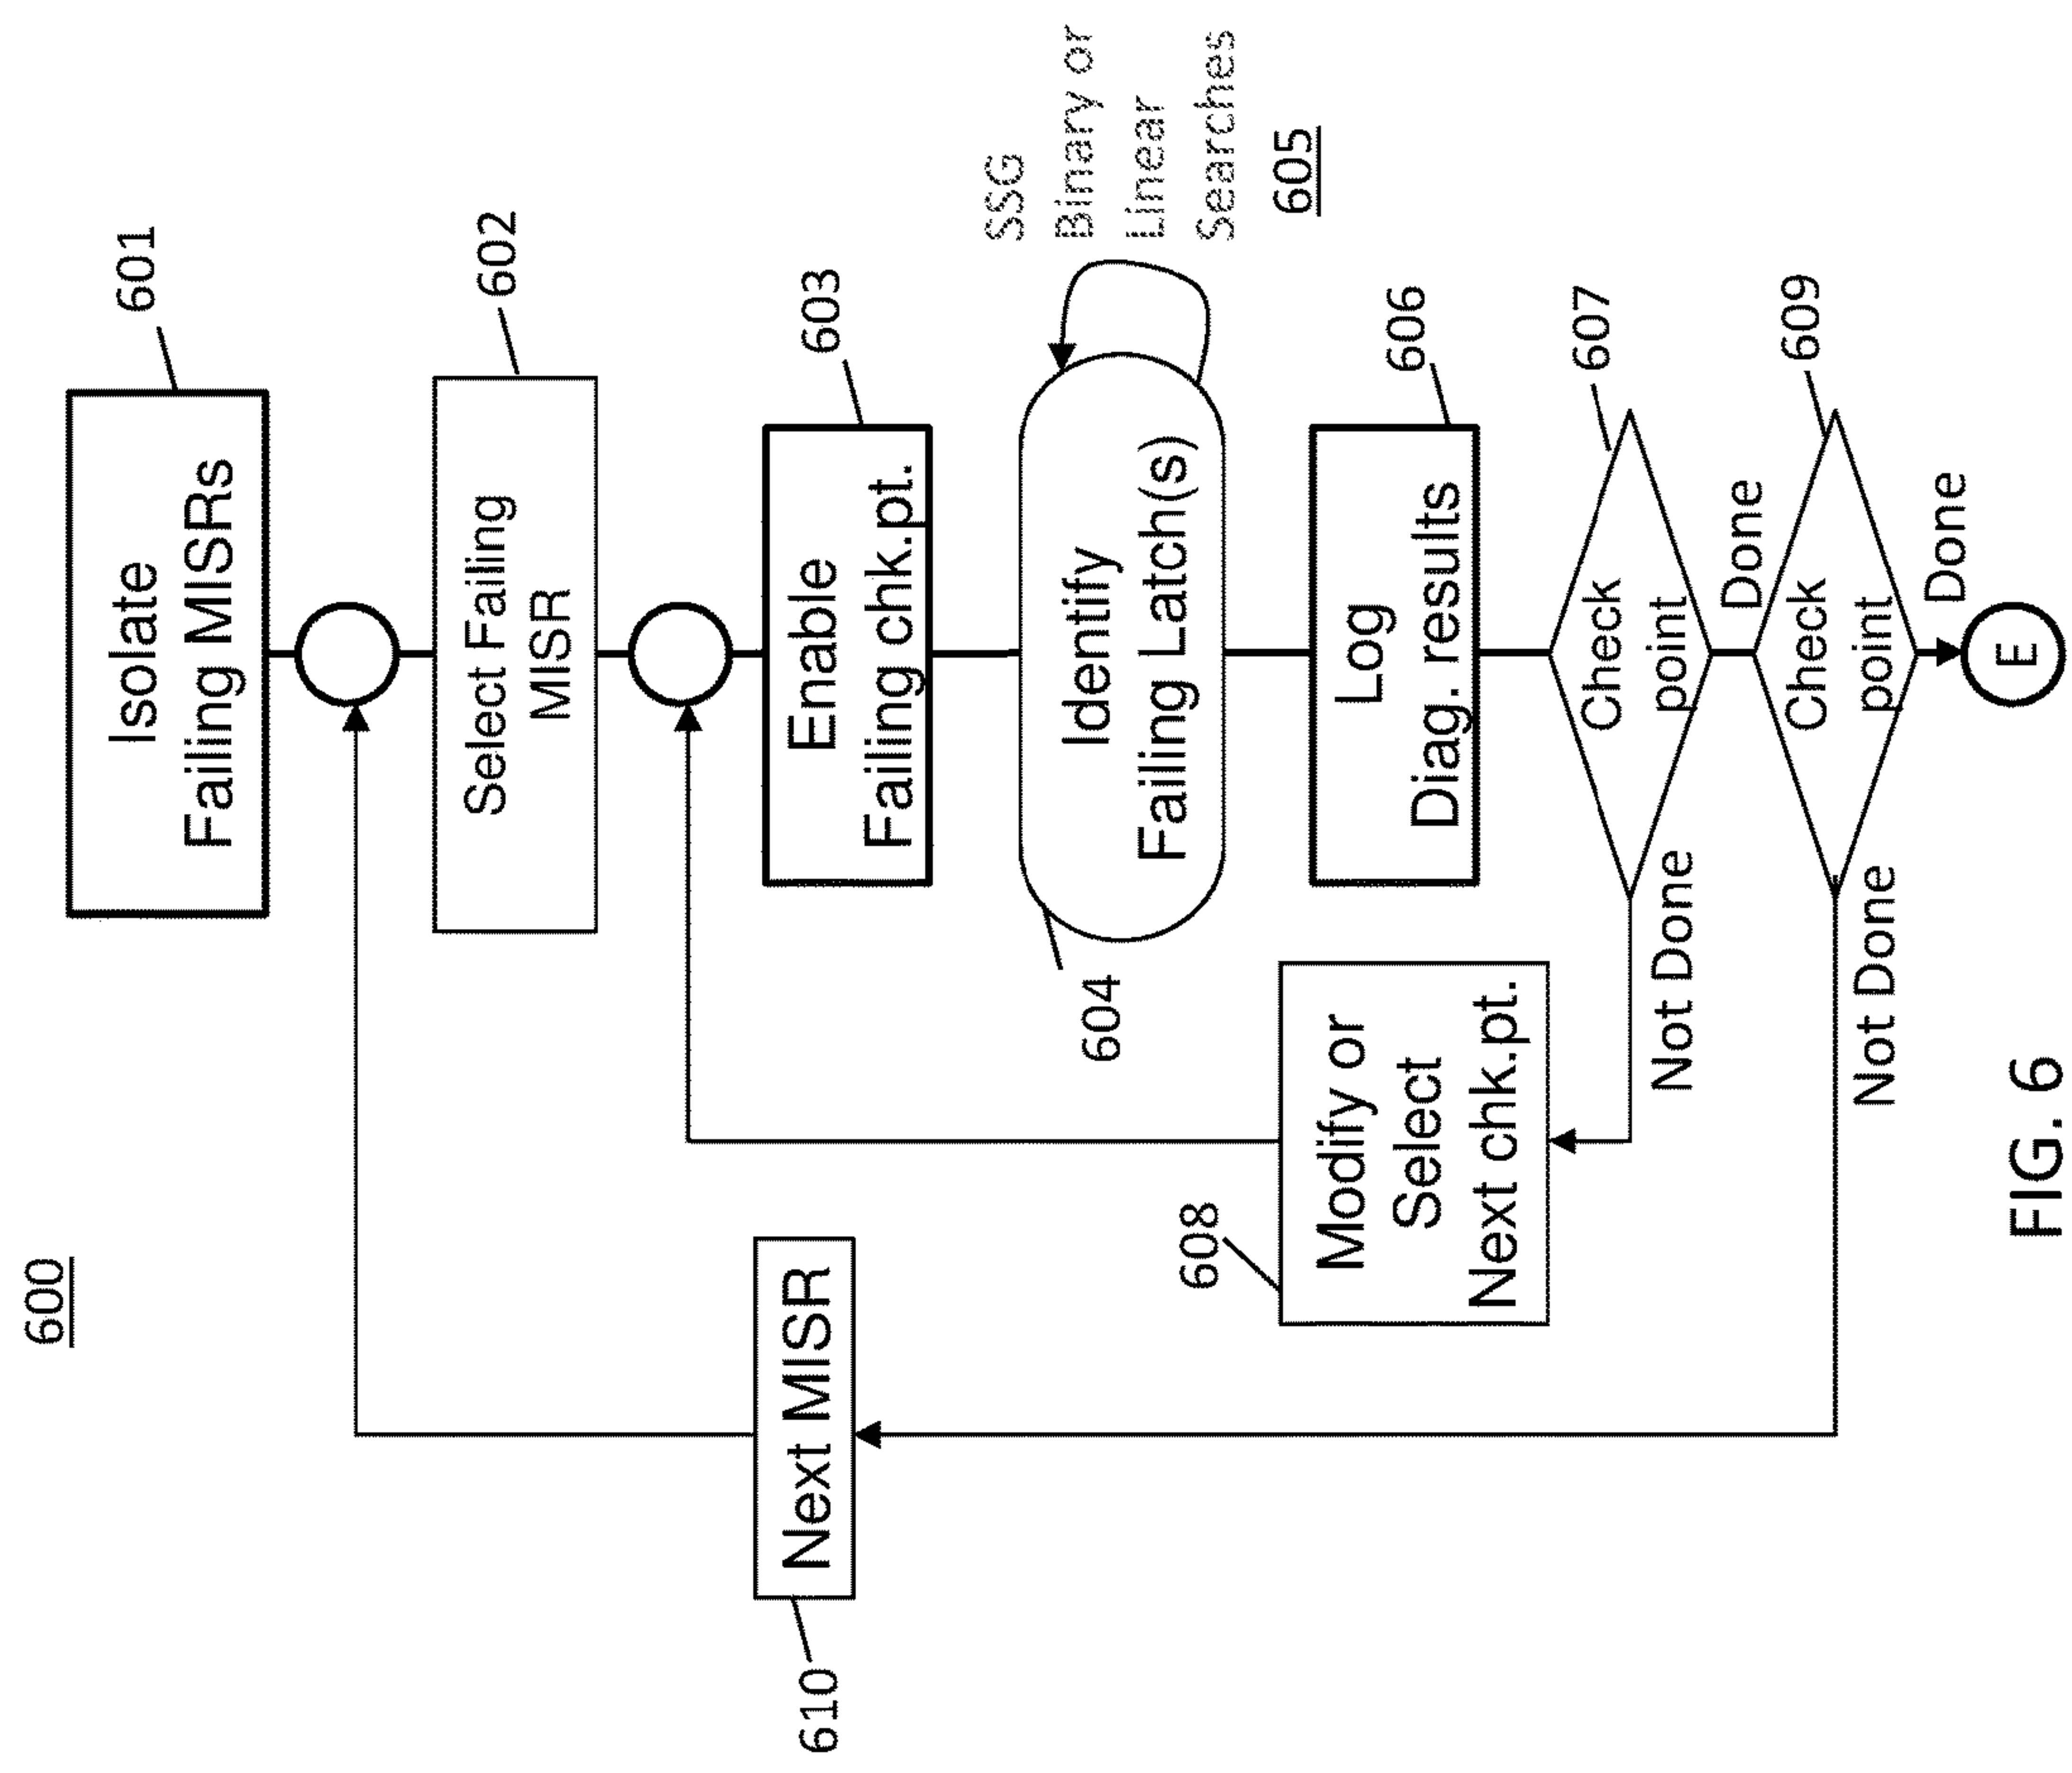 600
Isolate
Failing MISRs
601
Select Failing
MISR
602
Enable
Failing chk.pt.
603
Identify
Failing Latch(s)
604
SSG
Binary or
Linear
Searches
605
Log
Diag. results
606
Check
point
607
Done
Not Done
Modify or
Select
Next chk.pt.
608
Check
point
609
Done
Not Done
Next MISR
610
E
FIG. 6